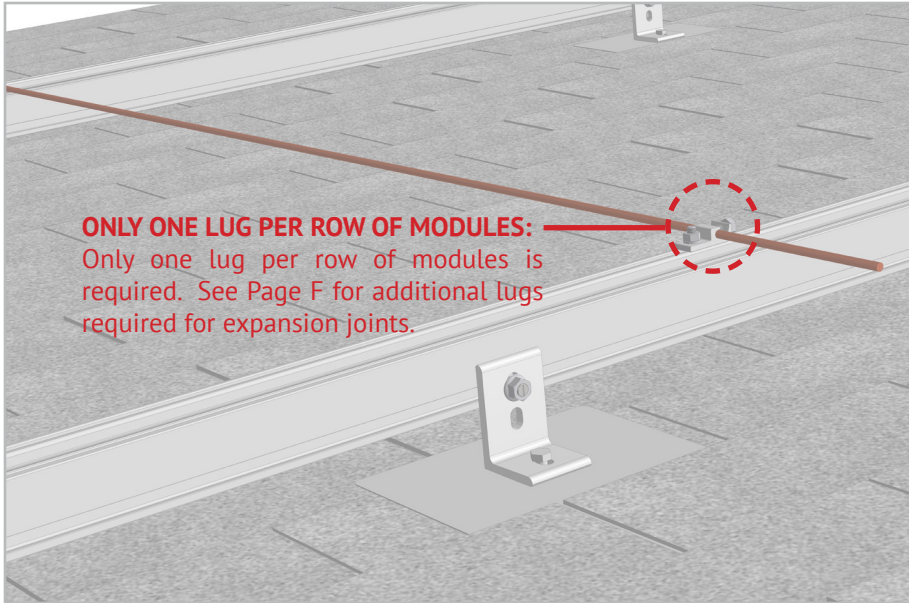 ONLY ONE LUG PER ROW OF MODULES:
Only one lug per row of modules is
required. See Page F for additional lugs
required for expansion joints.